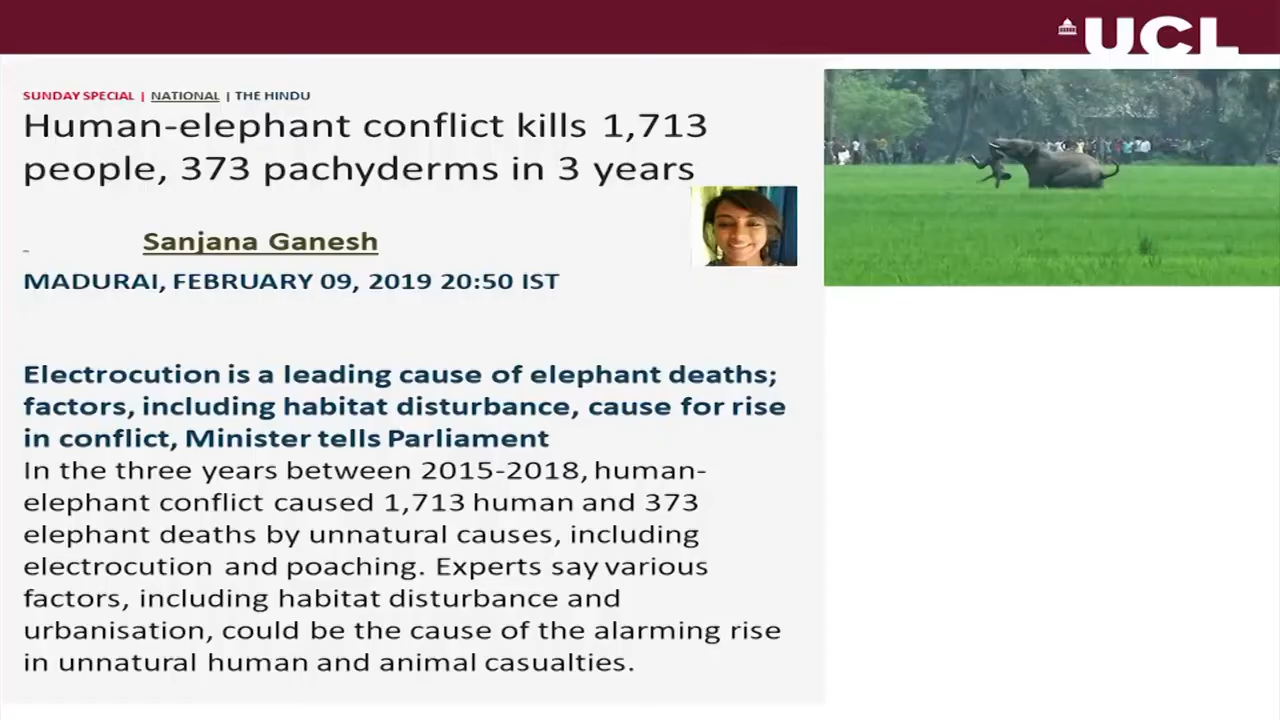 UCL
SUNDAY SPECIAL | NATIONAL | THE HINDU
Human-elephant conflict kills 1,713
people, 373 pachyderms in 3 years
Sanjana Ganesh
MADURAI, FEBRUARY 09, 2019 20:50 IST
Electrocution is a leading cause of elephant deaths;
factors, including habitat disturbance, cause for rise
in conflict, Minister tells Parliament
In the three years between 2015-2018, human-
elephant conflict caused 1,713 human and 373
elephant deaths by unnatural causes, including
electrocution and poaching. Experts say various
factors, including habitat disturbance and
urbanisation, could be the cause of the alarming rise
in unnatural human and animal casualties.